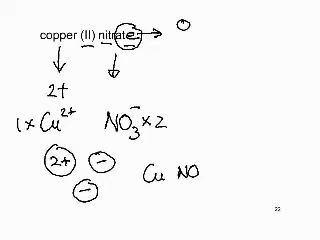 copper (II) nitrate
2+
1 × Cu²⁺ NO₃⁻ × 2
2+ −
−
Cu NO
22